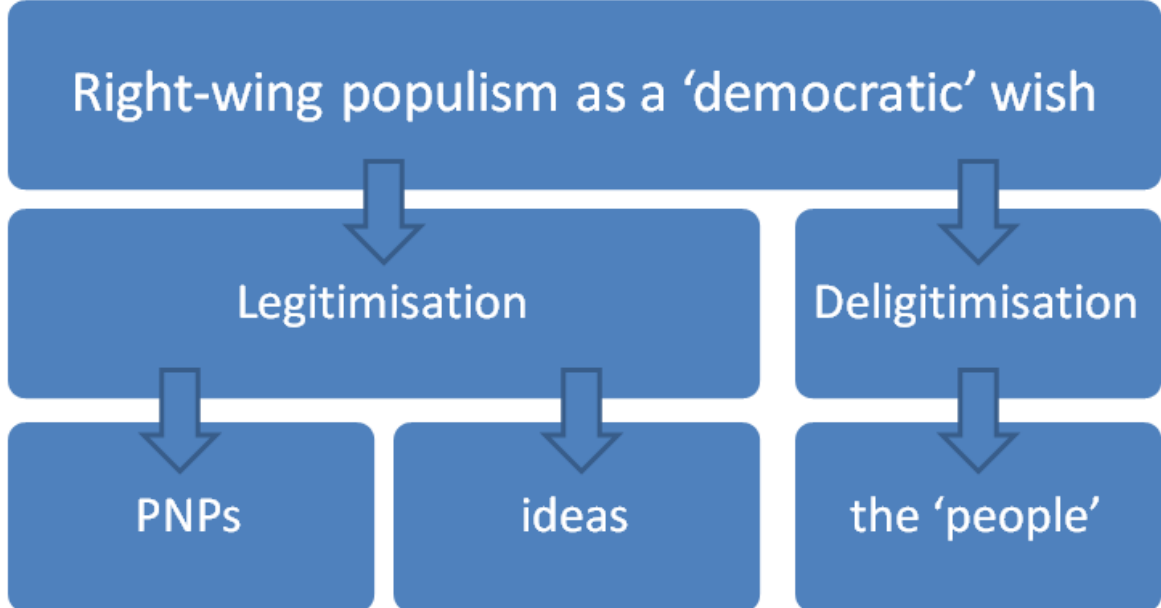 Right-wing populism as a ‘democratic’ wish
Legitimisation
Deligitimisation
PNPs
ideas
the ‘people’